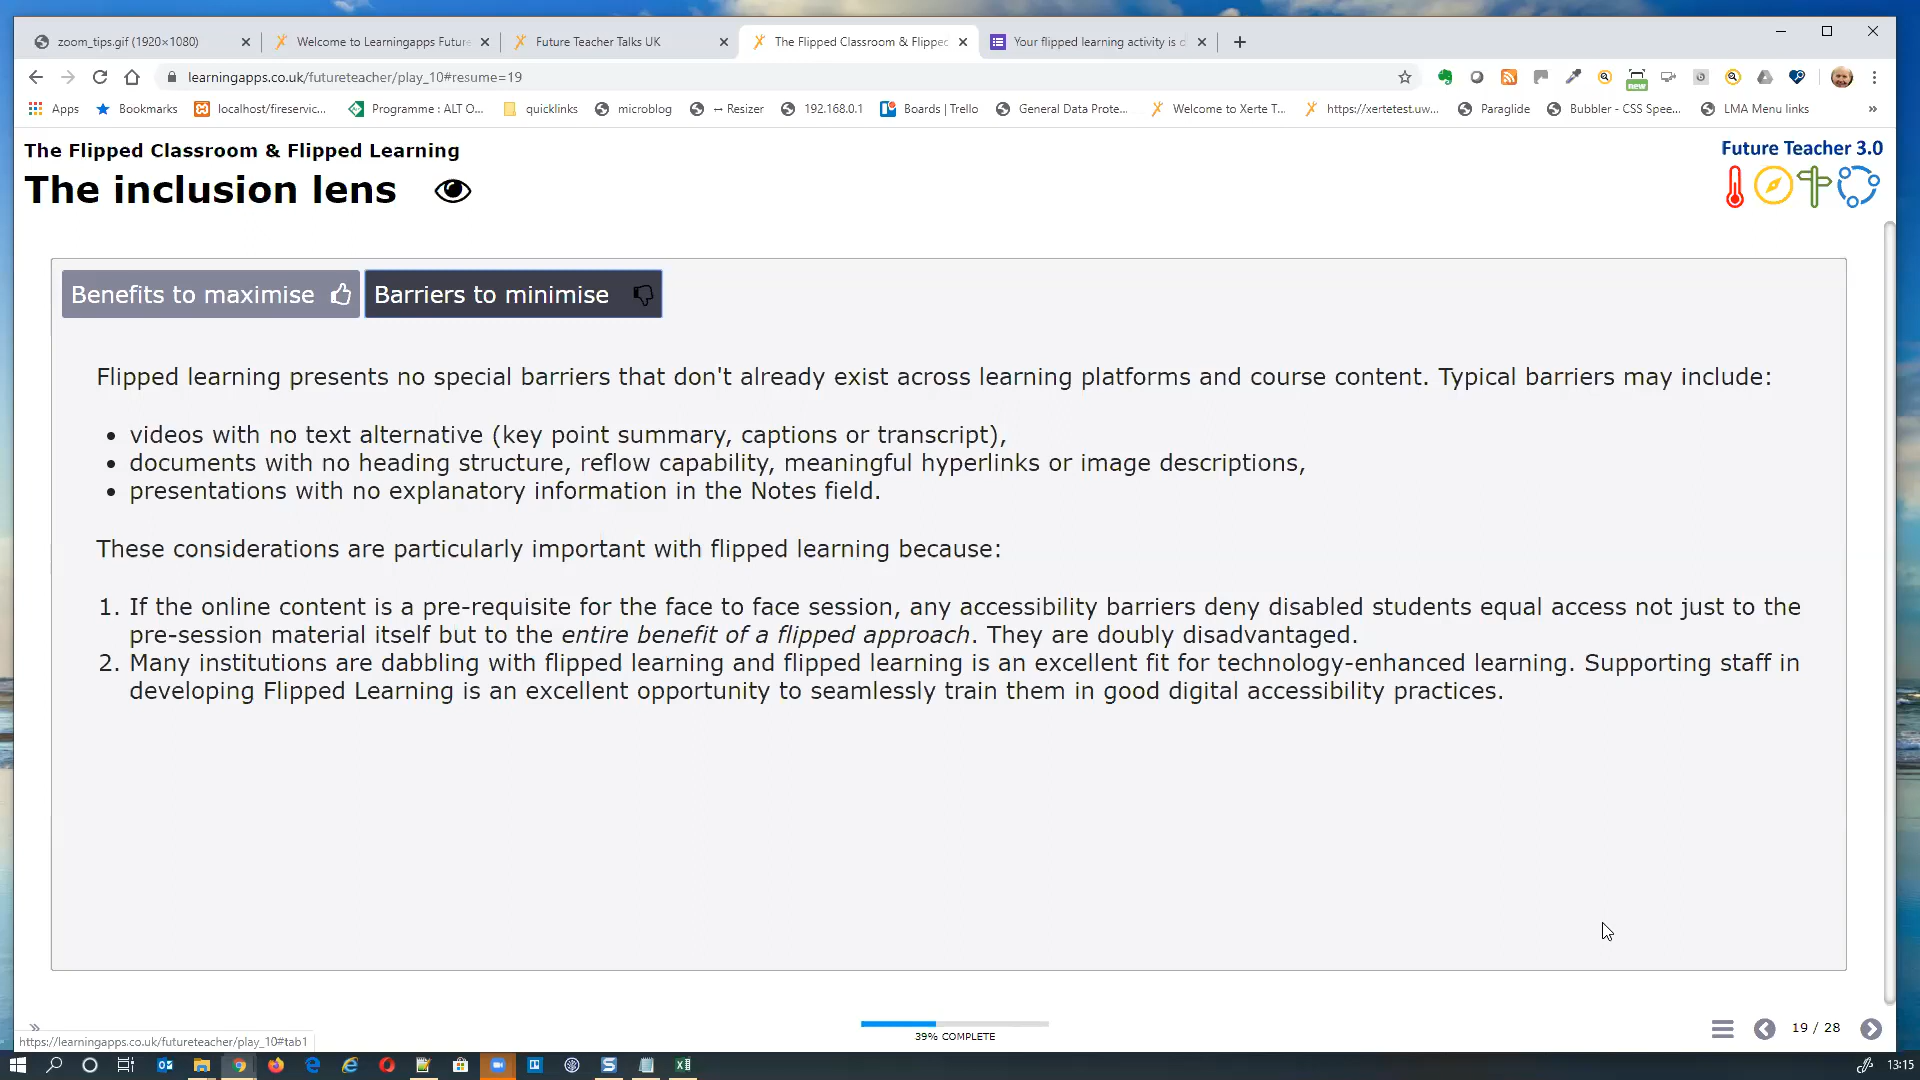 zoom_tips.gif (1920×1080)
Welcome to Learningapps Future
Future Teacher Talks UK
The Flipped Classroom & Flipped
Your flipped learning activity is c
learningapps.co.uk/futureteacher/play_10#resume=19
new
Apps
Bookmarks
localhost/fireservic...
Programme : ALT O...
quicklinks
microblog
↔ Resizer
192.168.0.1
Boards | Trello
General Data Prote...
Welcome to Xerte T...
https://xertetest.uw...
Paraglide
Bubbler - CSS Spee...
LMA Menu links
»
The Flipped Classroom & Flipped Learning
The inclusion lens
Future Teacher 3.0
Benefits to maximise
Barriers to minimise
Flipped learning presents no special barriers that don't already exist across learning platforms and course content. Typical barriers may include:
• videos with no text alternative (key point summary, captions or transcript),
• documents with no heading structure, reflow capability, meaningful hyperlinks or image descriptions,
• presentations with no explanatory information in the Notes field.
These considerations are particularly important with flipped learning because:
1. If the online content is a pre-requisite for the face to face session, any accessibility barriers deny disabled students equal access not just to the
pre-session material itself but to the entire benefit of a flipped approach. They are doubly disadvantaged.
2. Many institutions are dabbling with flipped learning and flipped learning is an excellent fit for technology-enhanced learning. Supporting staff in
developing Flipped Learning is an excellent opportunity to seamlessly train them in good digital accessibility practices.
39% COMPLETE
19 / 28
https://learningapps.co.uk/futureteacher/play_10#tab1
13:15